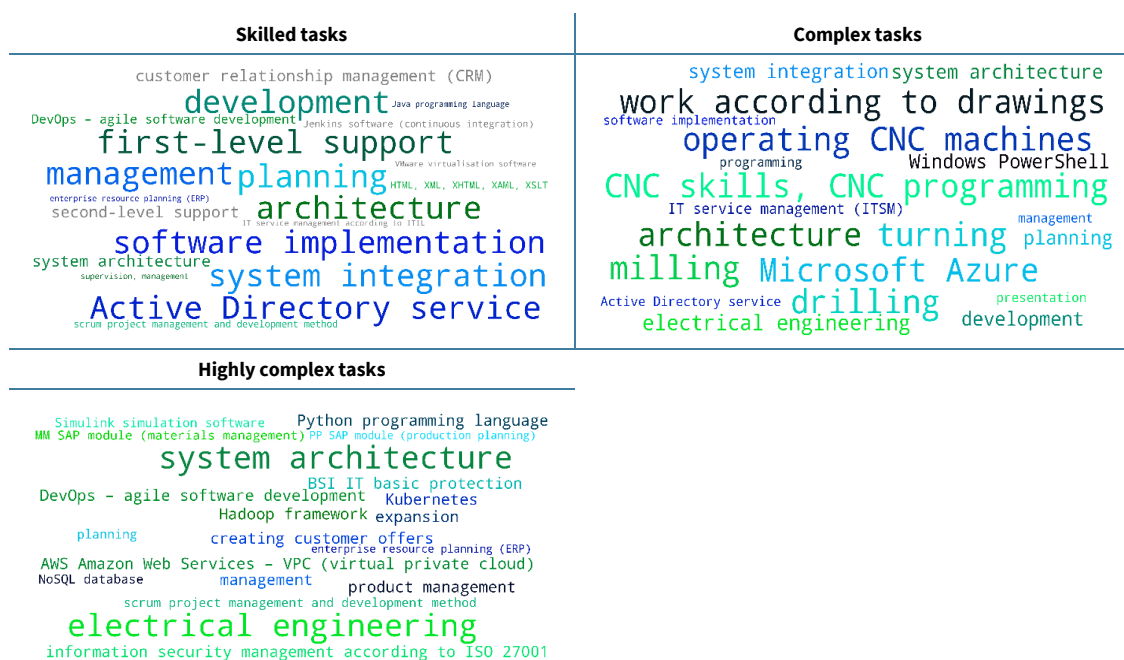 Skilled tasks
customer relationship management (CRM)
development
Java programming language
DevOps – agile software development
Jenkins software (continuous integration)
first-level support
VMware virtualisation software
management
planning
HTML, XML, XHTML, XAML, XSLT
enterprise resource planning (ERP)
second-level support
architecture
IT service management according to ITIL
software implementation
system architecture
supervision, management
system integration
Active Directory service
scrum project management and development method
Complex tasks
system integration
system architecture
work according to drawings
software implementation
operating CNC machines
programming
Windows PowerShell
CNC skills, CNC programming
IT service management (ITSM)
management
architecture
turning
planning
milling
Microsoft Azure
Active Directory service
drilling
presentation
electrical engineering
development
Highly complex tasks
Simulink simulation software
Python programming language
MM SAP module (materials management)
PP SAP module (production planning)
system architecture
BSI IT basic protection
DevOps – agile software development
Kubernetes
Hadoop framework
expansion
planning
creating customer offers
enterprise resource planning (ERP)
AWS Amazon Web Services – VPC (virtual private cloud)
NoSQL database
management
product management
scrum project management and development method
electrical engineering
information security management according to ISO 27001